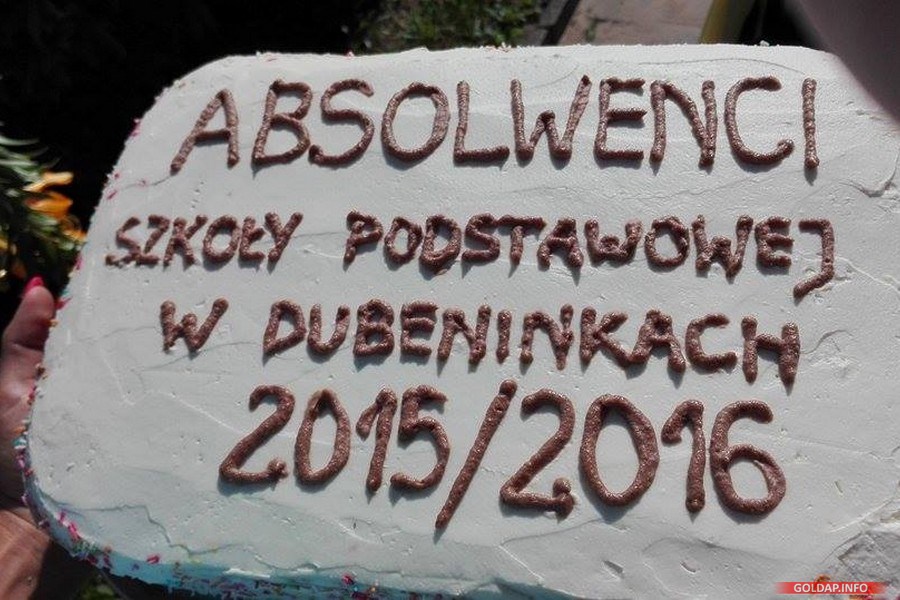 ABSOLWENCI
SZKOŁY PODSTAWOWEJ
W DUBENINKACH
2015/2016
GOLDAP.INFO